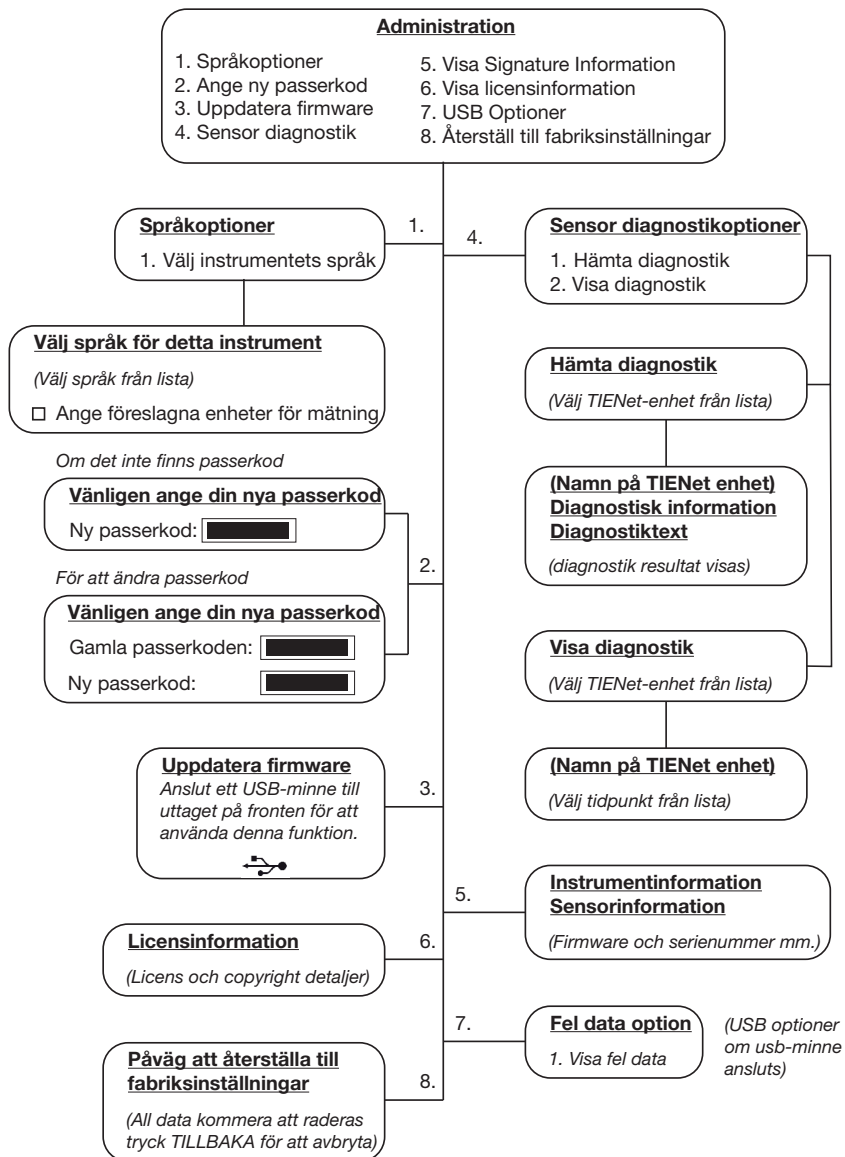 Administration
1. Språkoptioner
2. Ange ny passerkod
3. Uppdatera firmware
4. Sensor diagnostik
5. Visa Signature Information
6. Visa licensinformation
7. USB Optioner
8. Återställ till fabriksinställningar
1.
Språkoptioner
1. Välj instrumentets språk
Välj språk för detta instrument
(Välj språk från lista)
Ange föreslagna enheter för mätning
2.
Om det inte finns passerkod
Vänligen ange din nya passerkod
Ny passerkod:
För att ändra passerkod
Vänligen ange din nya passerkod
Gamla passerkoden:
Ny passerkod:
3.
Uppdatera firmware
Anslut ett USB-minne till
uttaget på fronten för att
använda denna funktion.
4.
Sensor diagnostikoptioner
1. Hämta diagnostik
2. Visa diagnostik
Hämta diagnostik
(Välj TIENet-enhet från lista)
(Namn på TIENet enhet)
Diagnostisk information
Diagnostiktext
(diagnostik resultat visas)
Visa diagnostik
(Välj TIENet-enhet från lista)
(Namn på TIENet enhet)
(Välj tidpunkt från lista)
5.
Instrumentinformation
Sensorinformation
(Firmware och serienummer mm.)
6.
Licensinformation
(Licens och copyright detaljer)
7.
Fel data option
1. Visa fel data
(USB optioner
om usb-minne
ansluts)
8.
Påväg att återställa till
fabriksinställningar
(All data kommera att raderas
tryck TILLBAKA för att avbryta)